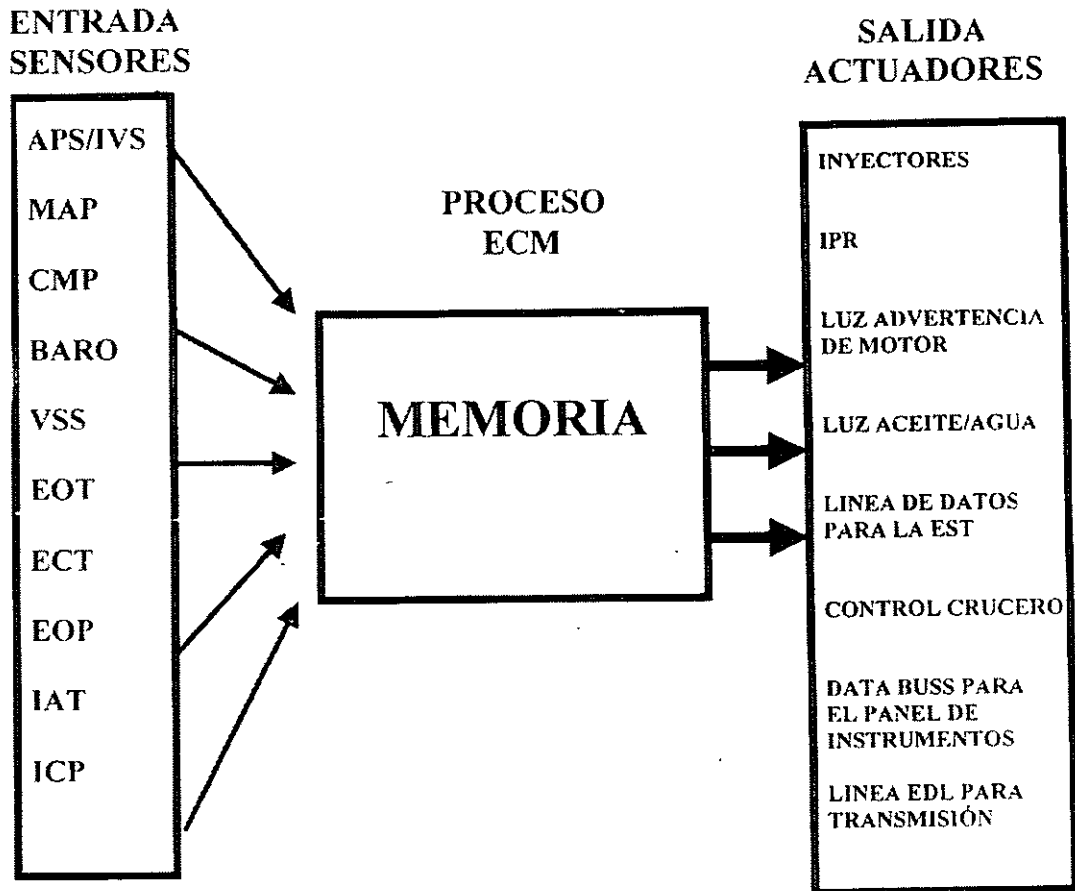 ENTRADA
SENSORES
APS/IVS
MAP
CMP
BARO
VSS
EOT
ECT
EOP
IAT
ICP
PROCESO
ECM
MEMORIA
SALIDA
ACTUADORES
INYECTORES
IPR
LUZ ADVERTENCIA
DE MOTOR
LUZ ACEITE/AGUA
LINEA DE DATOS
PARA LA EST
CONTROL CRUCERO
DATA BUSS PARA
EL PANEL DE
INSTRUMENTOS
LINEA EDL PARA
TRANSMISIÓN